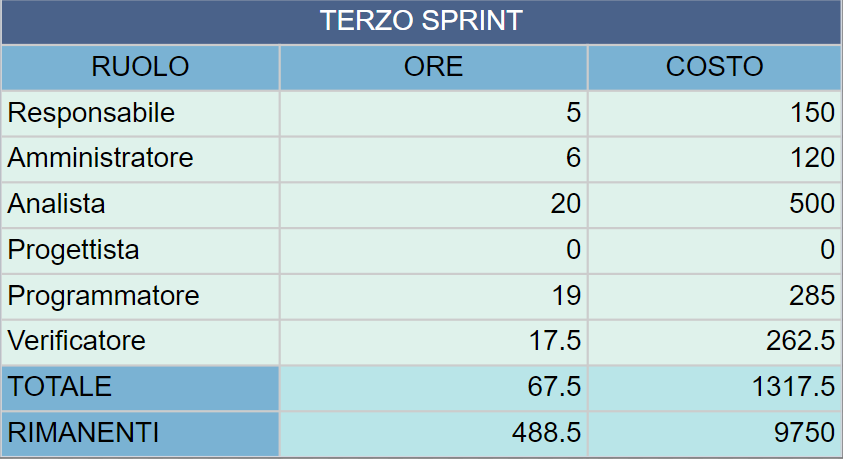 TERZO SPRINT
RUOLO ORE COSTO
Responsabile 5 150
Amministratore 6 120
Analista 20 500
Progettista 0 0
Programmatore 19 285
Verificatore 17.5 262.5
TOTALE 67.5 1317.5
RIMANENTI 488.5 9750